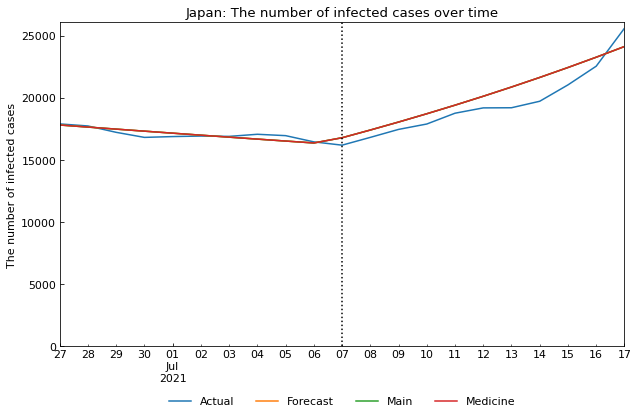 Japan: The number of infected cases over time
The number of infected cases
25000
20000
15000
10000
5000
0
27 28 29 30 01 02 03 04 05 06 07 08 09 10 11 12 13 14 15 16 17
Jul
2021
Actual Forecast Main Medicine